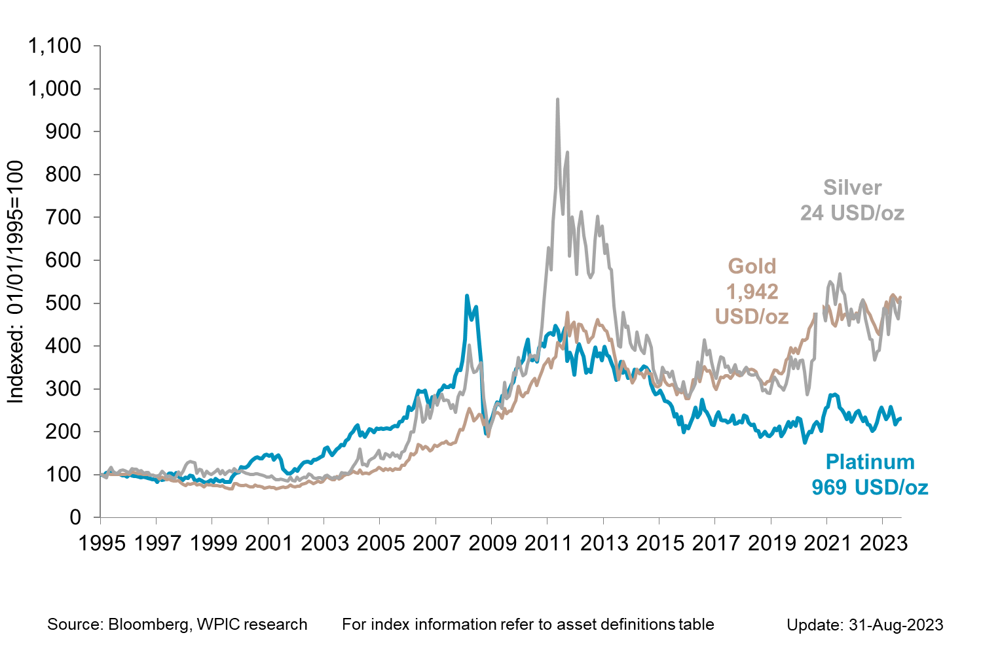 1,100
1,000
900
800
700
600
500
400
300
200
100
0
Indexed: 01/01/1995=100
Silver
24 USD/oz
Gold
1,942
USD/oz
Platinum
969 USD/oz
1995 1997 1999 2001 2003 2005 2007 2009 2011 2013 2015 2017 2019 2021 2023
Source: Bloomberg, WPIC research For index information refer to asset definitions table Update: 31-Aug-2023